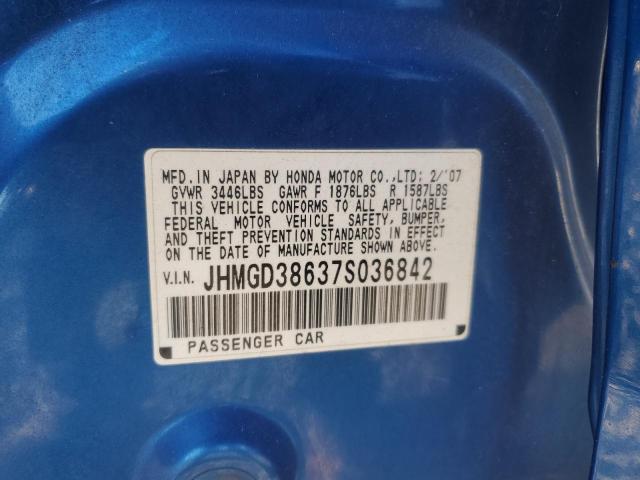 MFD. IN JAPAN BY HONDA MOTOR CO.,LTD: 2/'07
GVWR 3446LBS GAWR F 1876LBS R 1587LBS
THIS VEHICLE CONFORMS TO ALL APPLICABLE
FEDERAL MOTOR VEHICLE SAFETY, BUMPER,
AND THEFT PREVENTION STANDARDS IN EFFECT
ON THE DATE OF MANUFACTURE SHOWN ABOVE.
V.I.N. JHMGD38637S036842
PASSENGER CAR